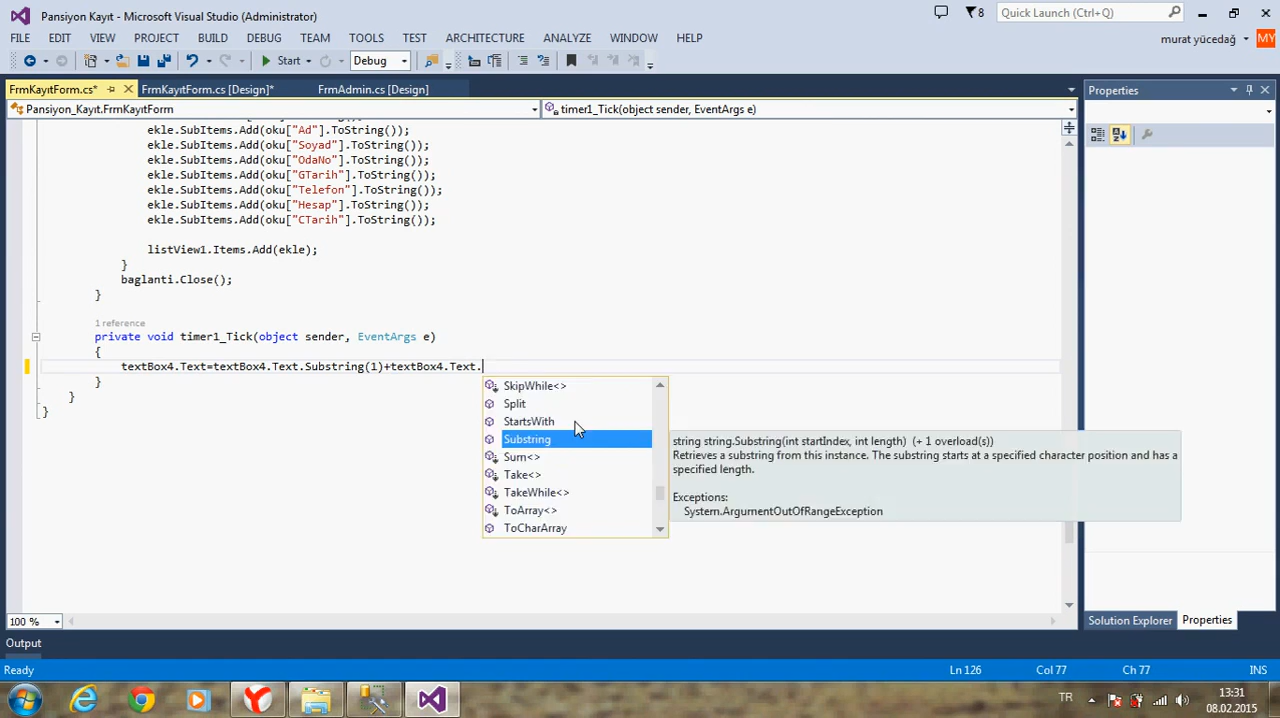 Pansiyon Kayıt - Microsoft Visual Studio (Administrator)
8
Quick Launch (Ctrl+Q)
FILE EDIT VIEW PROJECT BUILD DEBUG TEAM TOOLS TEST ARCHITECTURE ANALYZE WINDOW HELP
murat yücedağ MY
Start Debug
FrmKayıtForm.cs* FrmKayıtForm.cs [Design]* FrmAdmin.cs [Design]
Properties
Pansiyon_Kayıt.FrmKayıtForm
timer1_Tick(object sender, EventArgs e)
ekle.SubItems.Add(oku["Ad"].ToString());
ekle.SubItems.Add(oku["Soyad"].ToString());
ekle.SubItems.Add(oku["OdaNo"].ToString());
ekle.SubItems.Add(oku["GTarih"].ToString());
ekle.SubItems.Add(oku["Telefon"].ToString());
ekle.SubItems.Add(oku["Hesap"].ToString());
ekle.SubItems.Add(oku["CTarih"].ToString());
listView1.Items.Add(ekle);
}
baglanti.Close();
}
1 reference
private void timer1_Tick(object sender, EventArgs e)
{
textBox4.Text=textBox4.Text.Substring(1)+textBox4.Text.
}
}
}
SkipWhile<>
Split
StartsWith
Substring
Sum<>
Take<>
TakeWhile<>
ToArray<>
ToCharArray
string string.Substring(int startIndex, int length) (+ 1 overload(s))
Retrieves a substring from this instance. The substring starts at a specified character position and has a
specified length.
Exceptions:
System.ArgumentOutOfRangeException
100 %
Solution Explorer Properties
Output
Ready
Ln 126 Col 77 Ch 77 INS
TR
13:31
08.02.2015